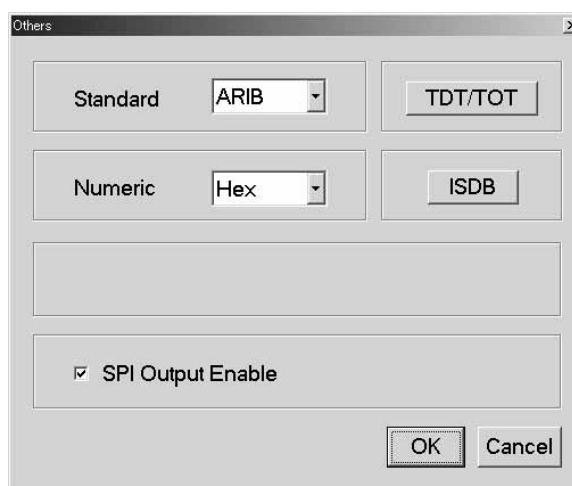 Others
Standard ARIB TDT/TOT
Numeric Hex ISDB
SPI Output Enable
OK Cancel